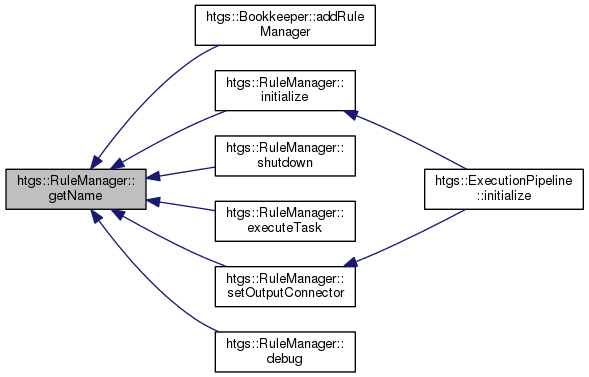 htgs::RuleManager::
getName
htgs::Bookkeeper::addRule
Manager
htgs::RuleManager::
initialize
htgs::RuleManager::
shutdown
htgs::RuleManager::
executeTask
htgs::RuleManager::
setOutputConnector
htgs::RuleManager::
debug
htgs::ExecutionPipeline
::initialize